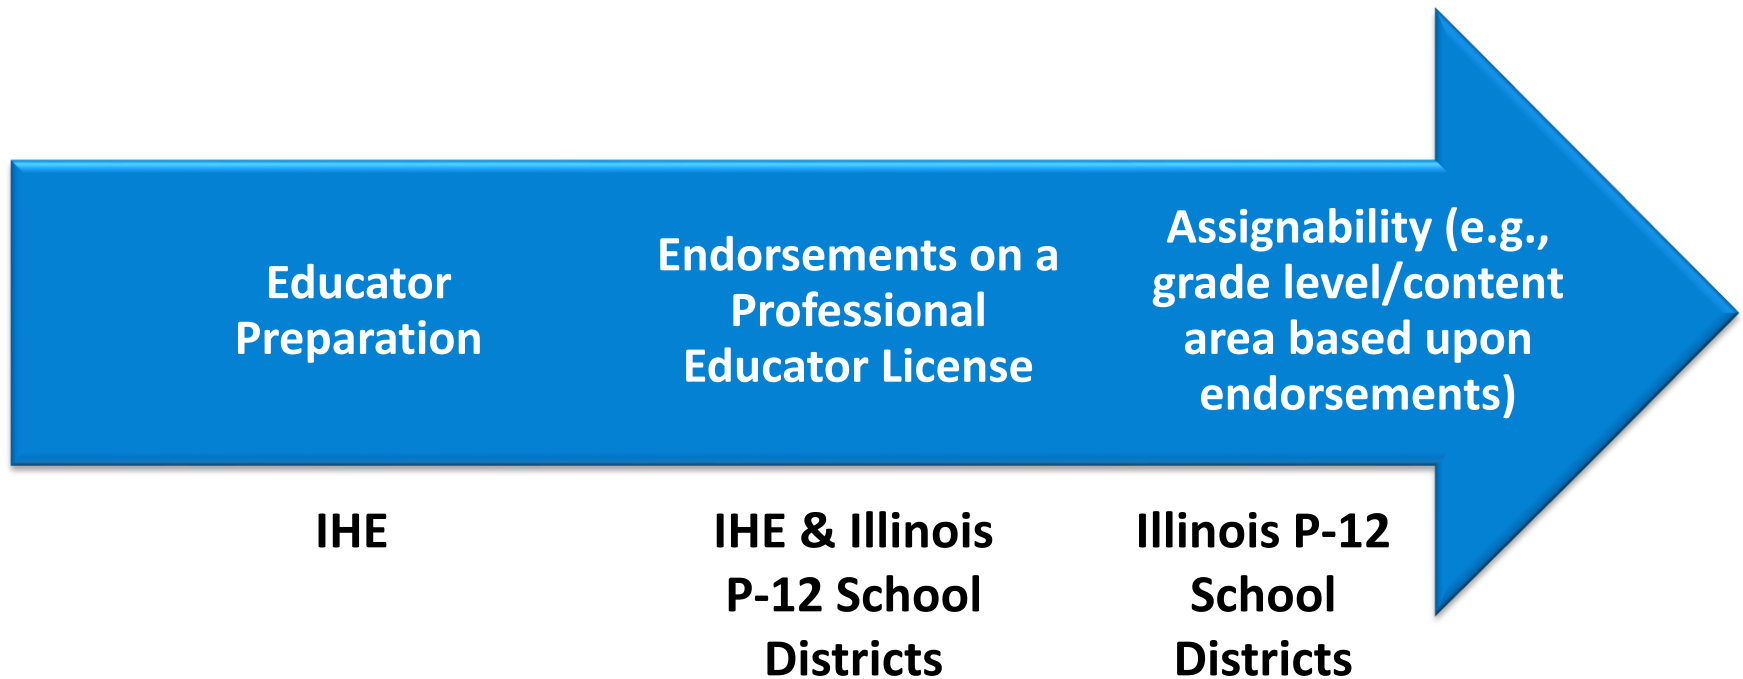 Educator
Preparation
Endorsements on a
Professional
Educator License
Assignability (e.g.,
grade level/content
area based upon
endorsements)
IHE
IHE & Illinois
P-12 School
Districts
Illinois P-12
School
Districts